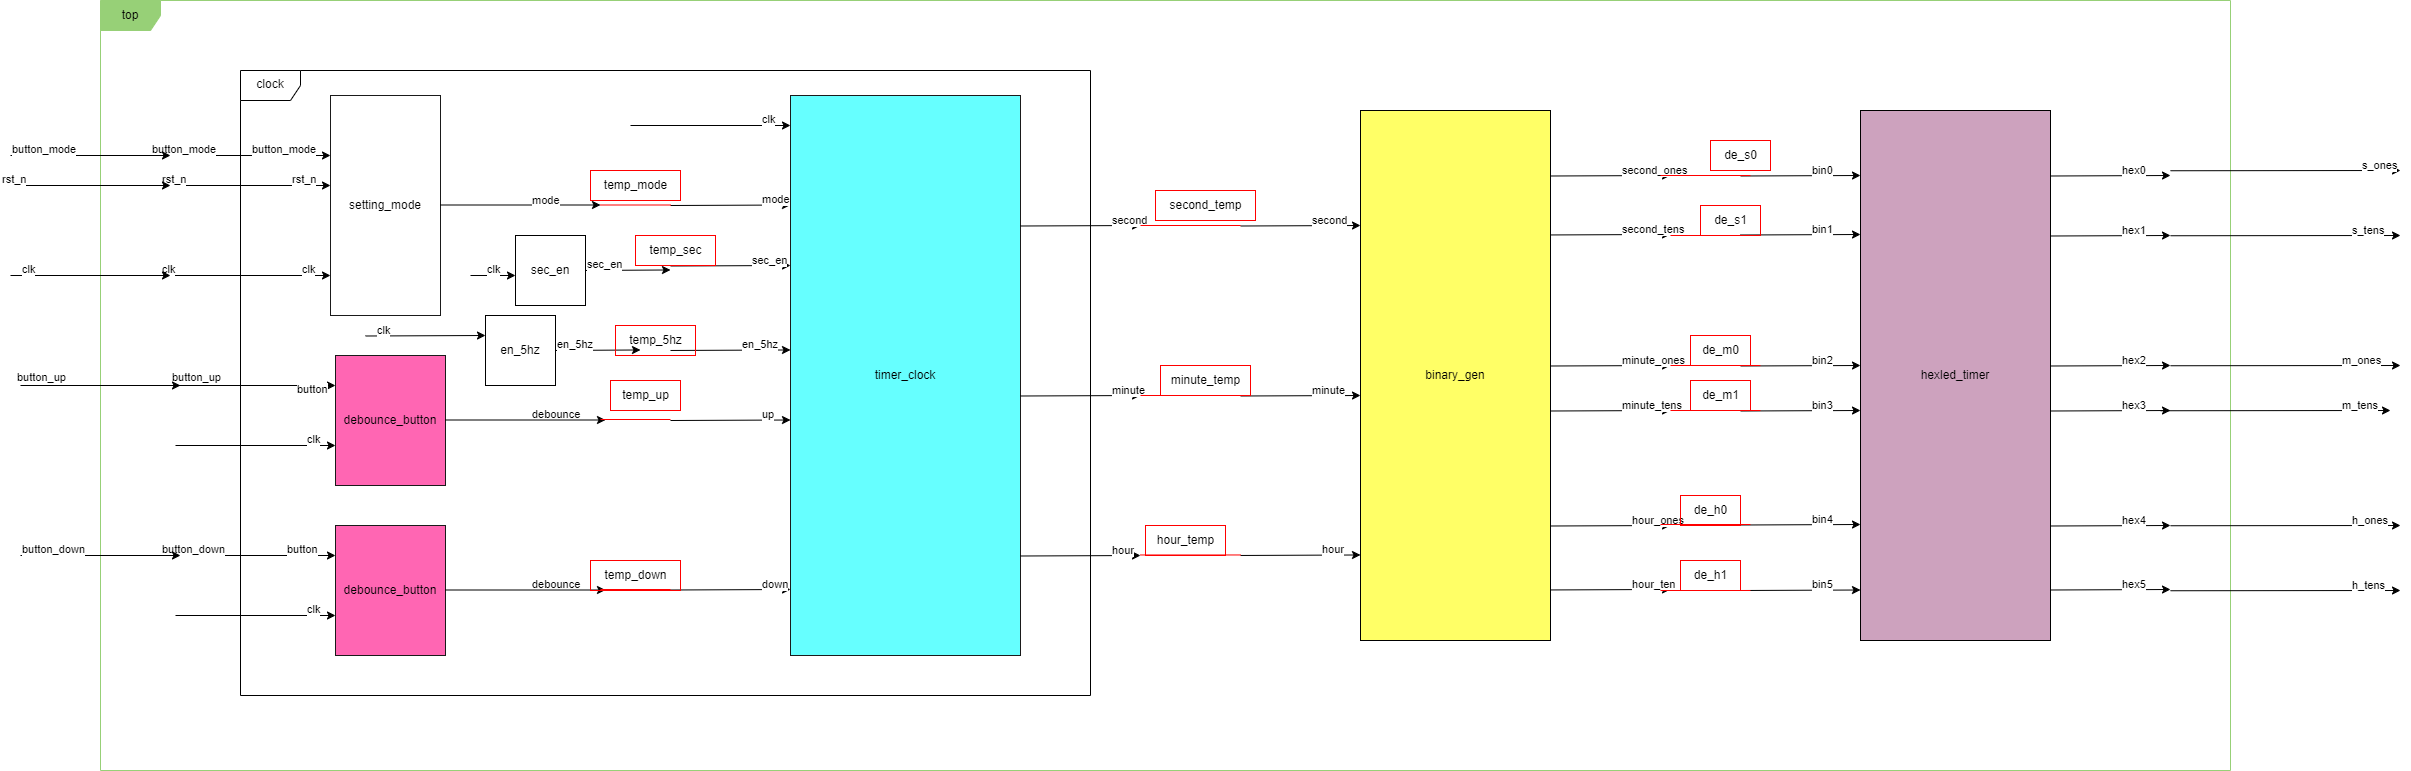 top
clock
button_mode
button_mode
button_mode
rst_n
rst_n
rst_n
clk
clk
clk
setting_mode
mode
temp_mode
mode
clk
clk
sec_en
sec_en
temp_sec
sec_en
clk
en_5hz
en_5hz
temp_5hz
en_5hz
button_up
button_up
button
clk
debounce_button
debounce
temp_up
up
button_down
button_down
button
clk
debounce_button
debounce
temp_down
down
timer_clock
second
second_temp
second
minute
minute_temp
minute
hour
hour_temp
hour
binary_gen
second_ones
de_s0
bin0
second_tens
de_s1
bin1
minute_ones
de_m0
bin2
minute_tens
de_m1
bin3
hour_ones
de_h0
bin4
hour_ten
de_h1
bin5
hexled_timer
hex0
s_ones
hex1
s_tens
hex2
m_ones
hex3
m_tens
hex4
h_ones
hex5
h_tens